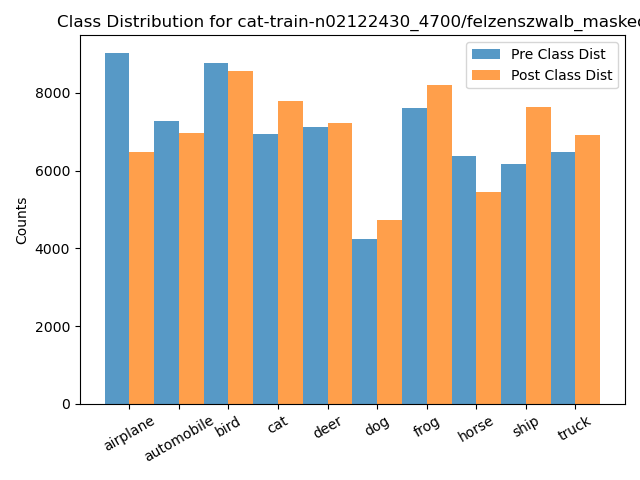 Class Distribution for cat-train-n02122430_4700/felzenszwalb_masked
Pre Class Dist
Post Class Dist
Counts
8000
6000
4000
2000
0
airplane
automobile
bird
cat
deer
dog
frog
horse
ship
truck